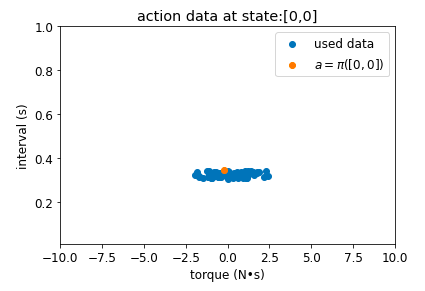 action data at state:[0,0]
used data
a = π([0, 0])
interval (s)
1.0
0.8
0.6
0.4
0.2
−10.0 −7.5 −5.0 −2.5 0.0 2.5 5.0 7.5 10.0
torque (N•s)